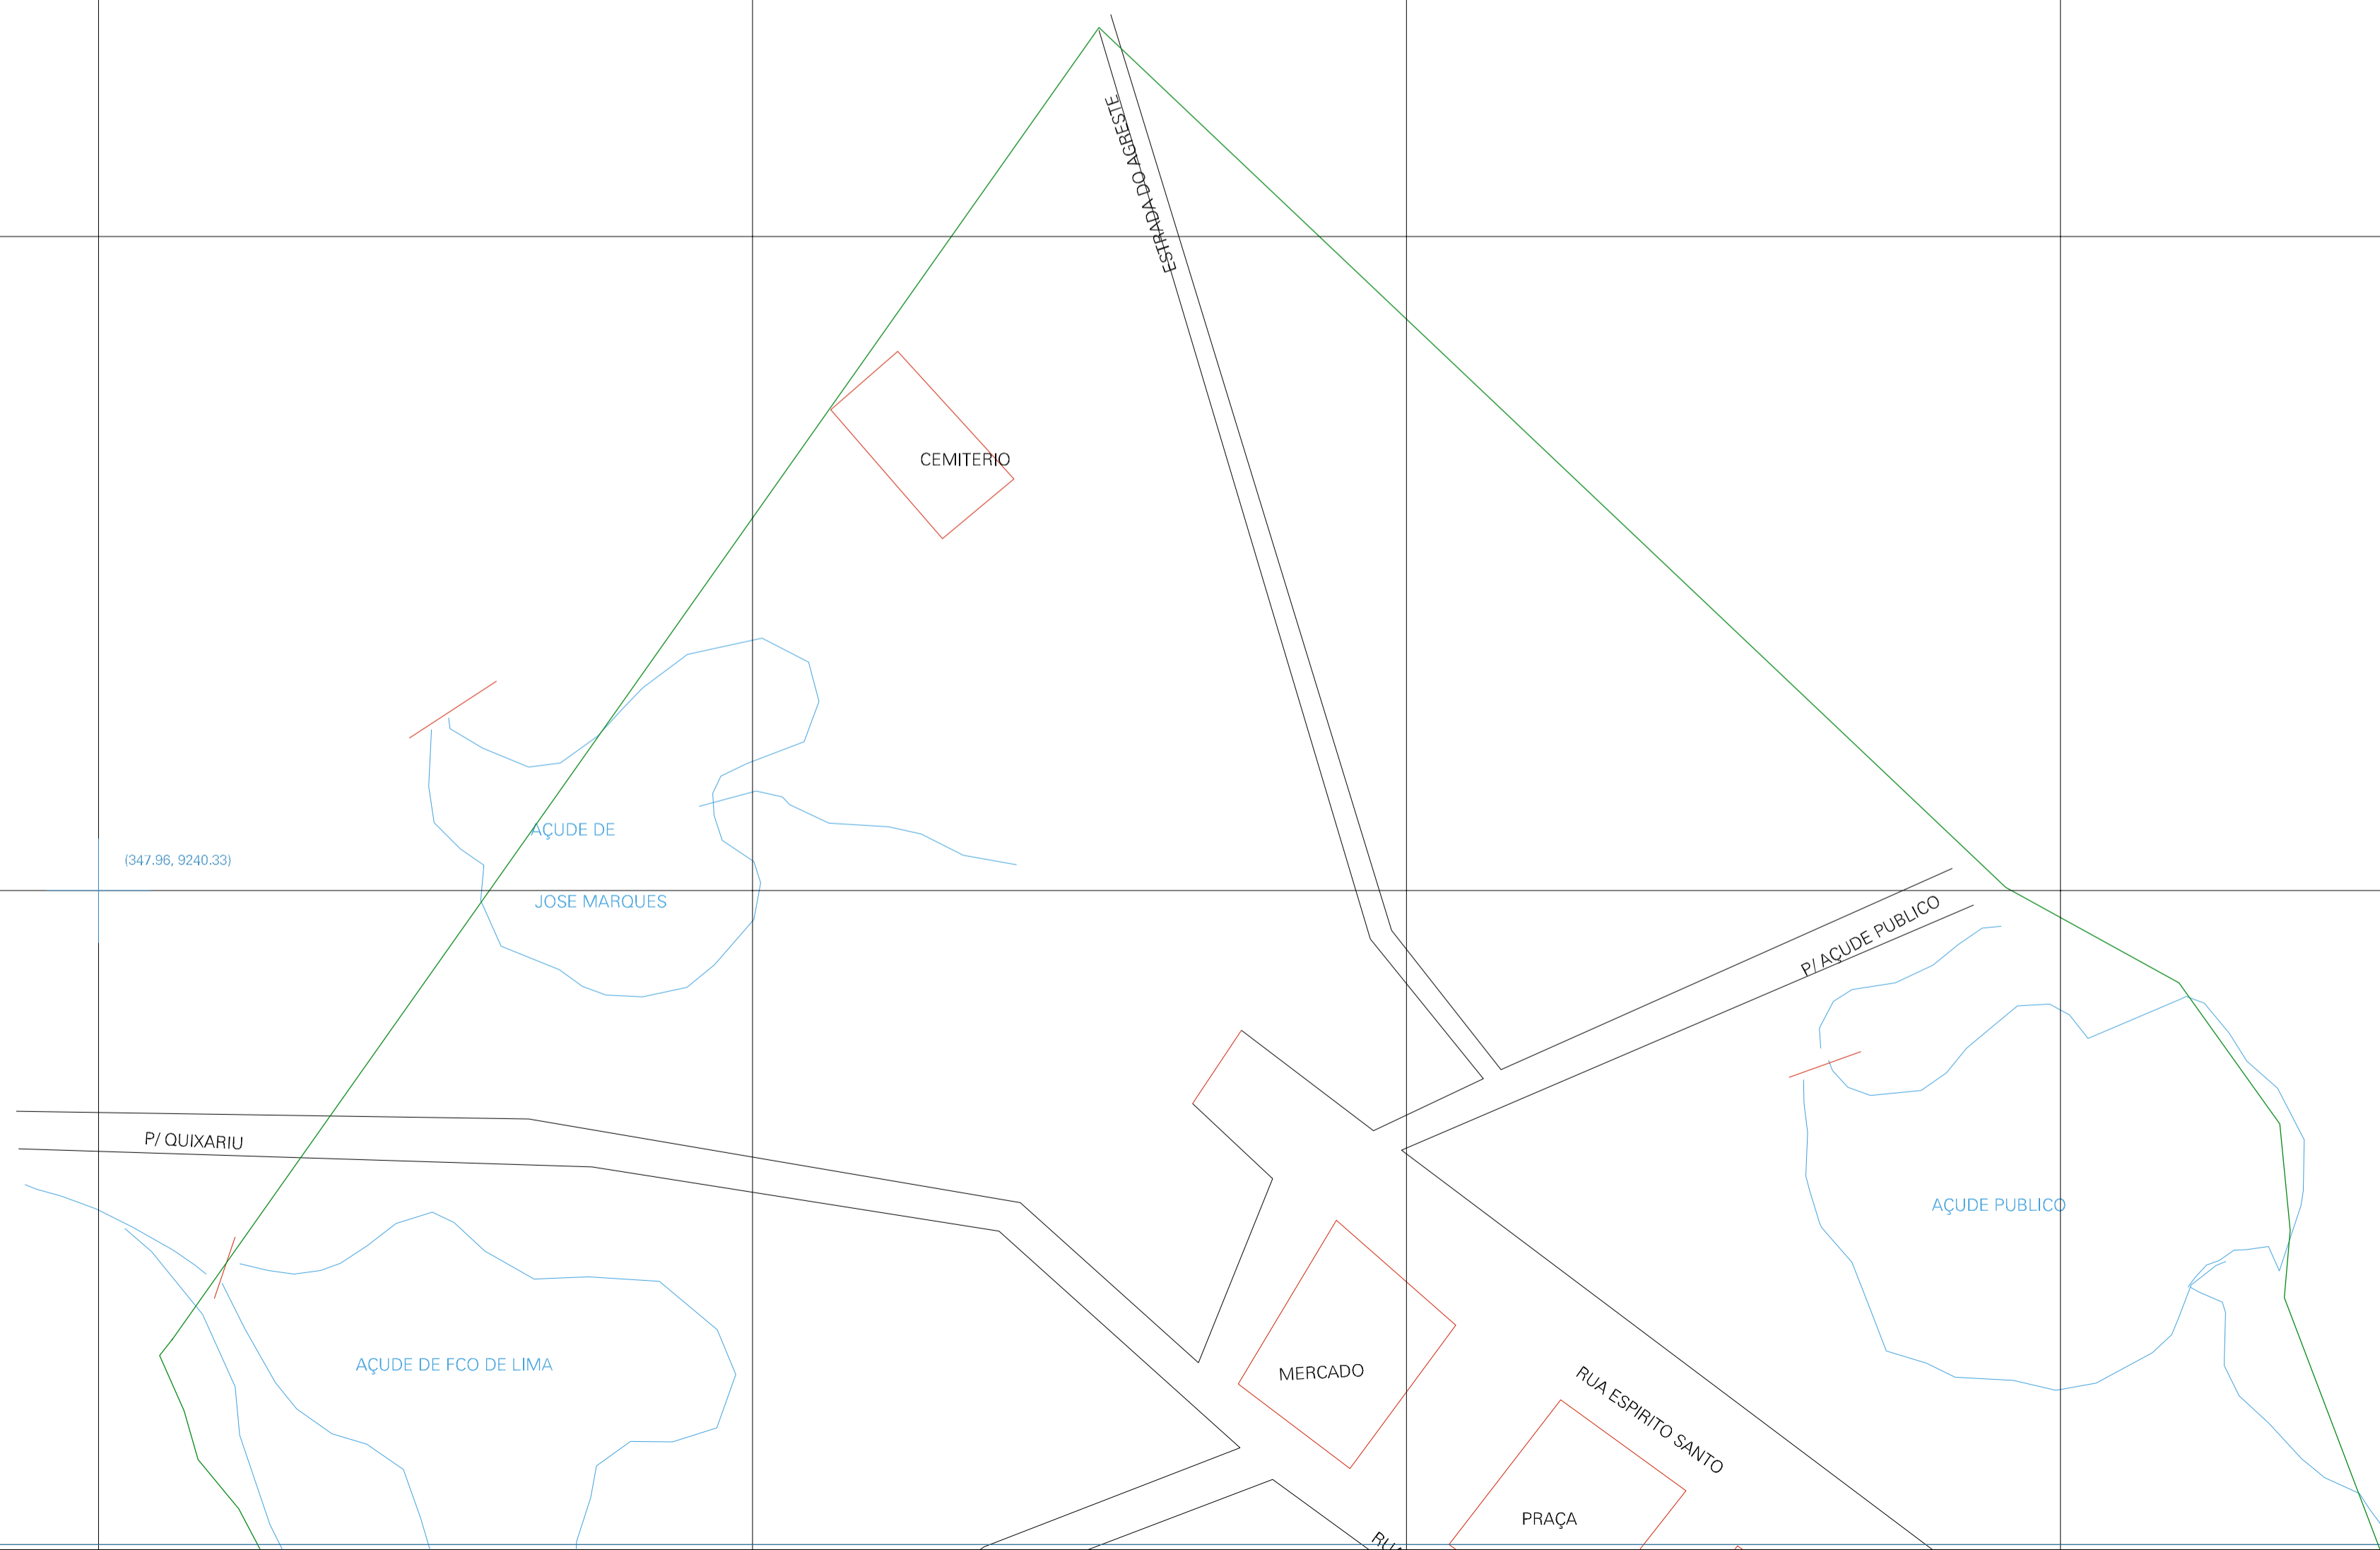 ESTRADA DO AGRESTE
CEMITERIO
AÇUDE DE
JOSE MARQUES
(347.96, 9240.33)
P/ AÇUDE PUBLICO
P/ QUIXARIU
AÇUDE PUBLICO
AÇUDE DE FCO DE LIMA
MERCADO
RUA ESPIRITO SANTO
PRAÇA